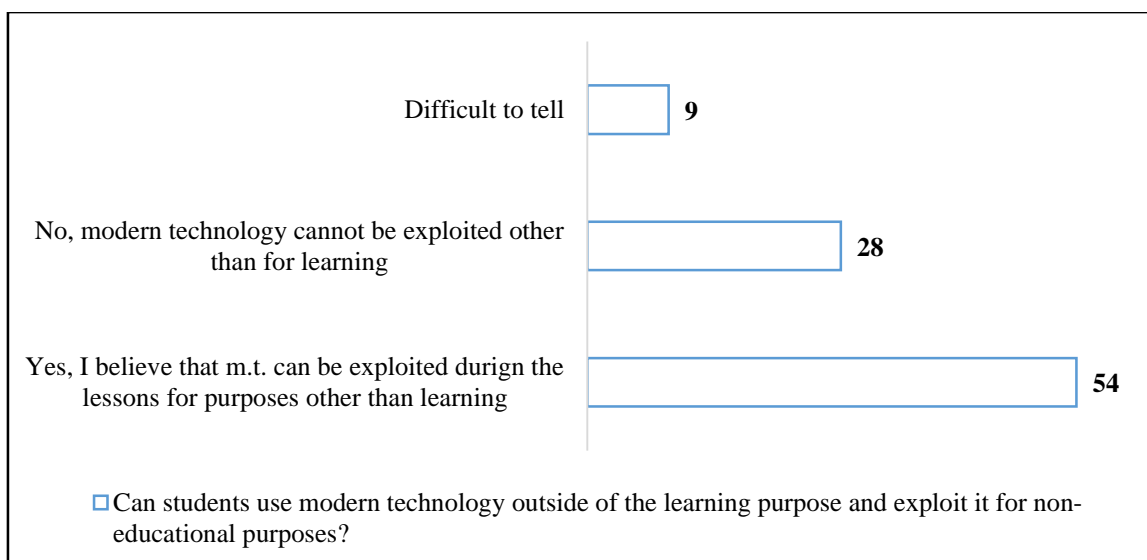 Difficult to tell
9
No, modern technology cannot be exploited other
than for learning
28
Yes, I believe that m.t. can be exploited durign the
lessons for purposes other than learning
54
Can students use modern technology outside of the learning purpose and exploit it for non-
educational purposes?